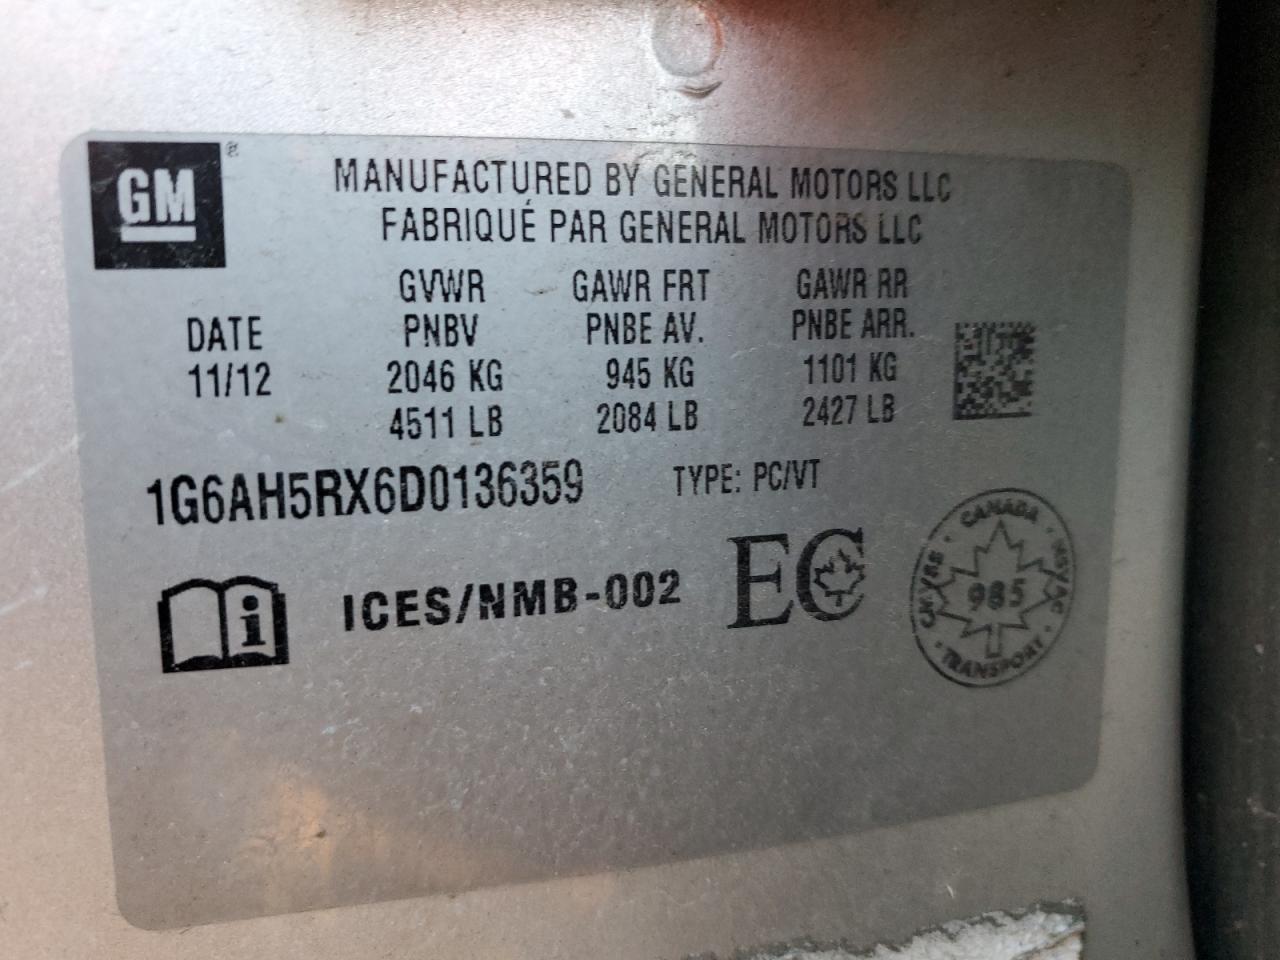 GM ®
MANUFACTURED BY GENERAL MOTORS LLC
FABRIQUÉ PAR GENERAL MOTORS LLC
GVWR GAWR FRT GAWR RR
DATE PNBV PNBE AV. PNBE ARR.
11/12 2046 KG 945 KG 1101 KG
4511 LB 2084 LB 2427 LB
1G6AH5RX6D0136359 TYPE: PC/VT
i ICES/NMB-002 EC
CANADA · NSVAC · TRANSPORT · CMVSS ·
985